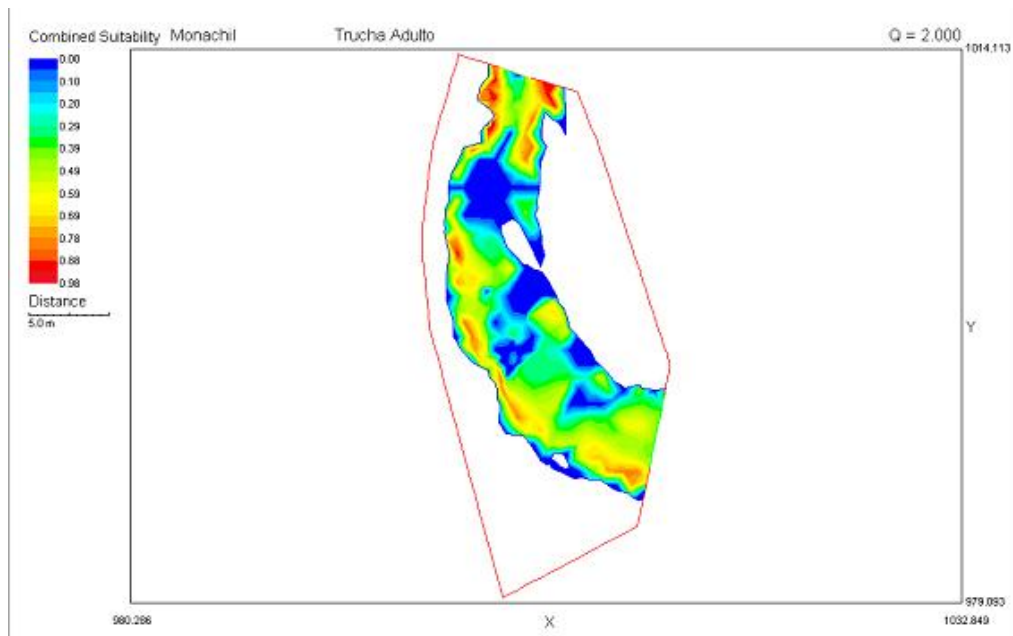 Combined Suitability Monachil Trucha Adulto Q = 2.000
1014.113
0.00
0.10
0.20
0.29
0.39
0.49
0.59
0.69
0.78
0.88
0.98
Distance
5.0 m
Y
979.093
980.286 X 1032.849